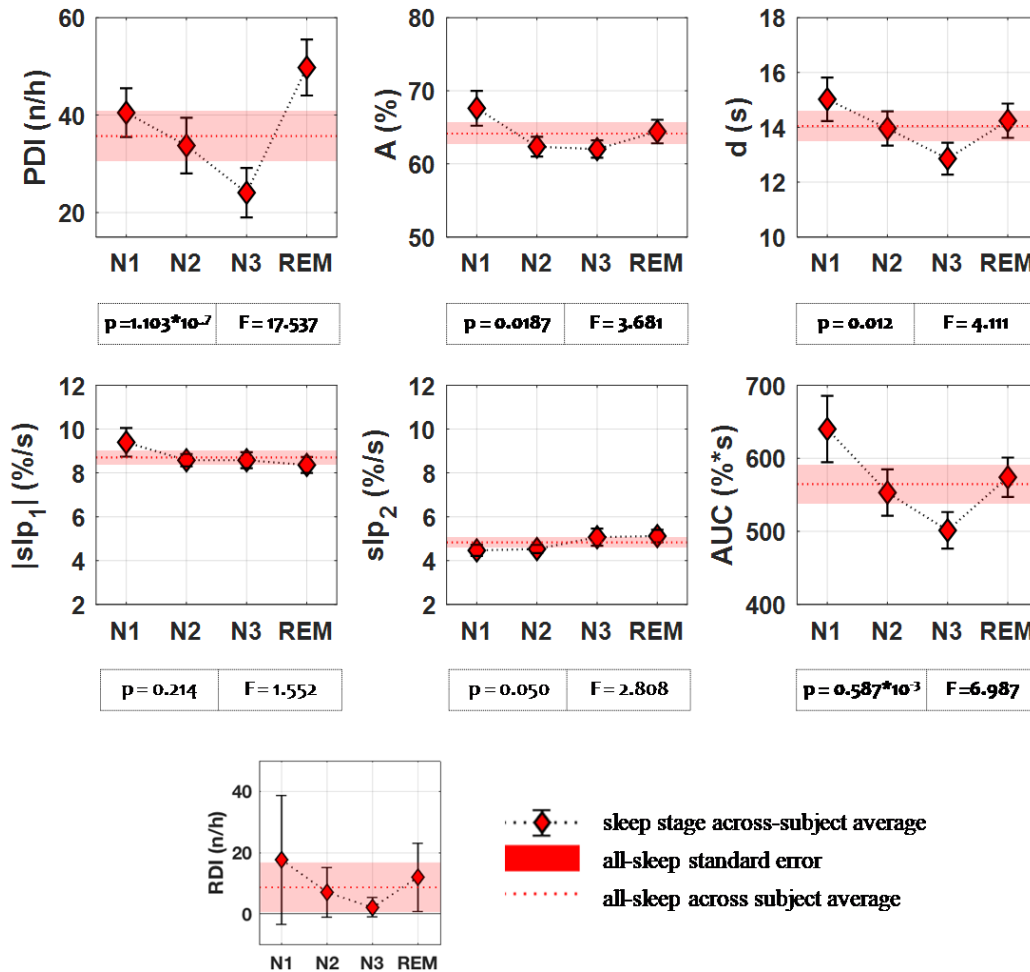 PDI (n/h)
60
40
20
N1 N2 N3 REM
p =1.103*10⁻⁷ F = 17.537
A (%)
80
70
60
50
N1 N2 N3 REM
p = 0.0187 F = 3.681
d (s)
18
16
14
12
10
N1 N2 N3 REM
p = 0.012 F = 4.111
|slp₁| (%/s)
12
10
8
6
4
2
N1 N2 N3 REM
p = 0.214 F = 1.552
slp₂ (%/s)
12
10
8
6
4
2
N1 N2 N3 REM
p = 0.050 F = 2.808
AUC (%*s)
700
600
500
400
N1 N2 N3 REM
p = 0.587*10⁻³ F =6.987
RDI (n/h)
40
20
0
N1 N2 N3 REM
sleep stage across-subject average
all-sleep standard error
all-sleep across subject average